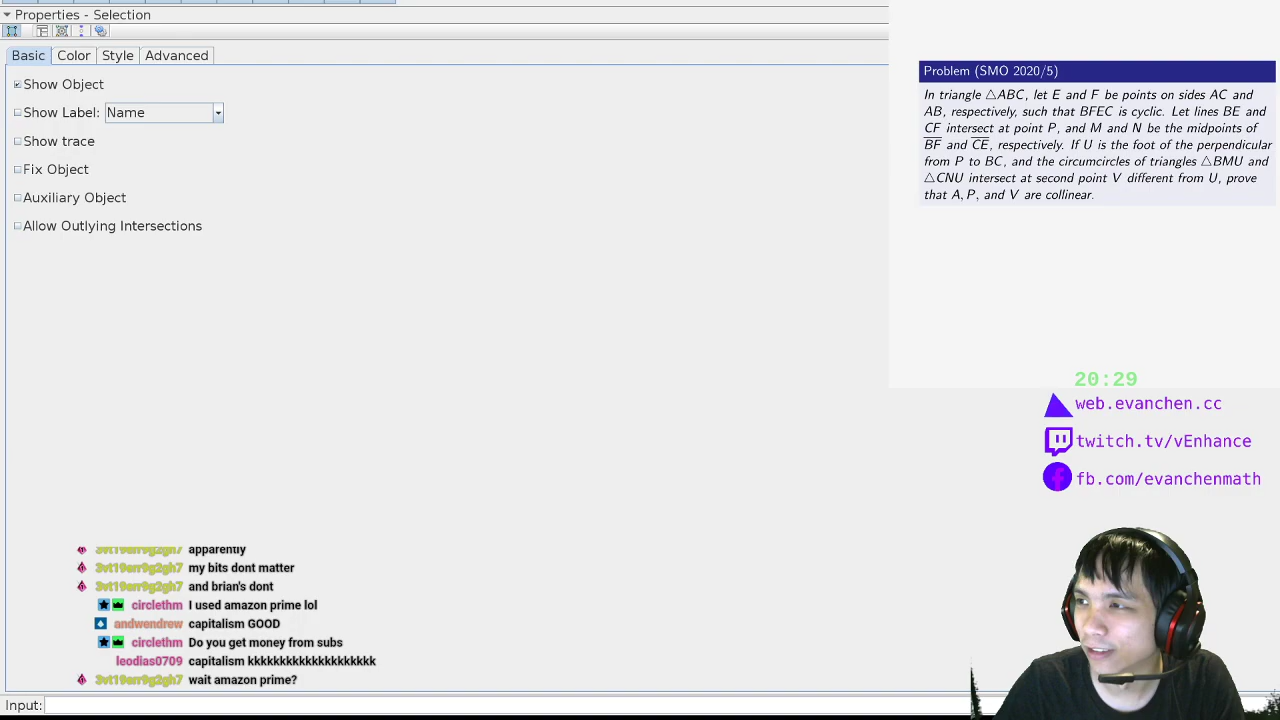 Properties - Selection
Basic Color Style Advanced
Show Object
Show Label: Name
Show trace
Fix Object
Auxiliary Object
Allow Outlying Intersections
Problem (SMO 2020/5)
In triangle △ABC, let E and F be points on sides AC and
AB, respectively, such that BFEC is cyclic. Let lines BE and
CF intersect at point P, and M and N be the midpoints of
BF and CE, respectively. If U is the foot of the perpendicular
from P to BC, and the circumcircles of triangles △BMU and
△CNU intersect at second point V different from U, prove
that A, P, and V are collinear.
20:29
web.evanchen.cc
twitch.tv/vEnhance
fb.com/evanchenmath
apparently
my bits dont matter
and brian's dont
circlethm I used amazon prime lol
andwendrew capitalism GOOD
circlethm Do you get money from subs
leodias0709 capitalism kkkkkkkkkkkkkkkkkkkk
wait amazon prime?
Input: